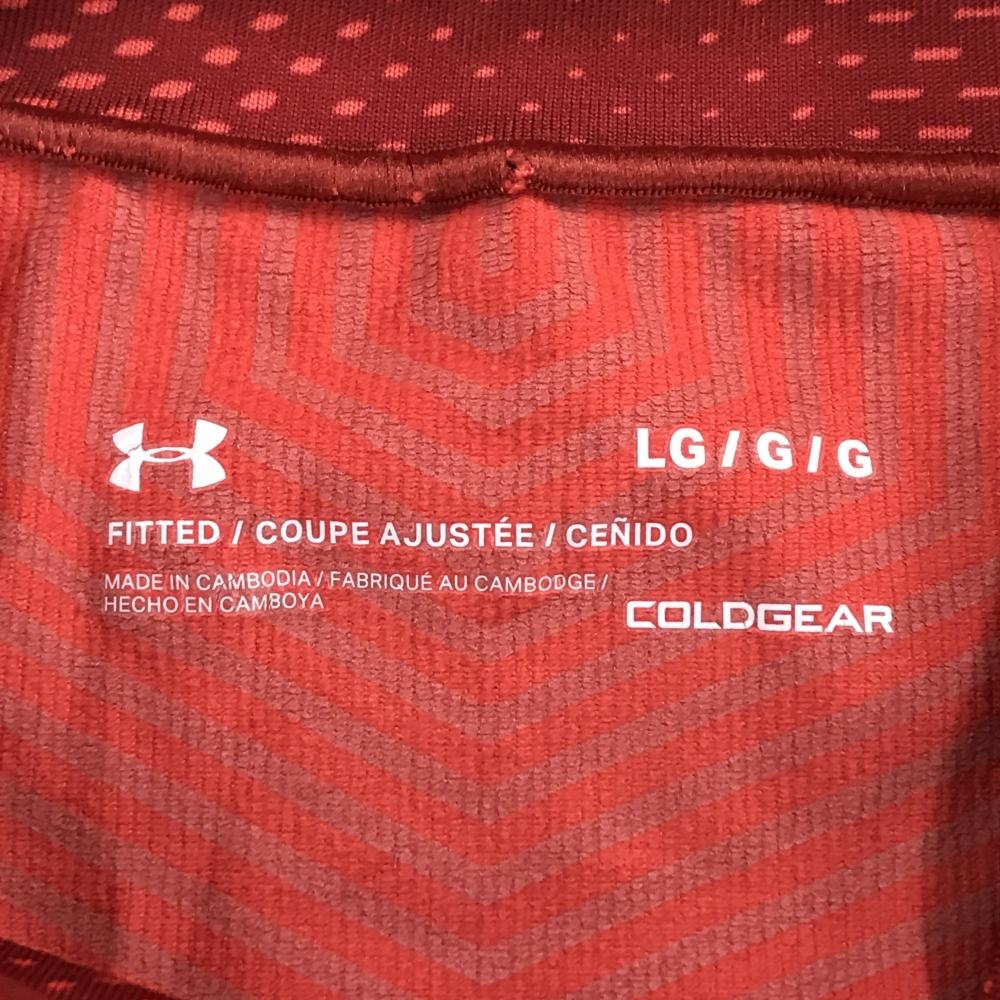 LG / G / G
FITTED / COUPE AJUSTÉE / CEÑIDO
MADE IN CAMBODIA / FABRIQUÉ AU CAMBODGE /
HECHO EN CAMBOYA
COLDGEAR